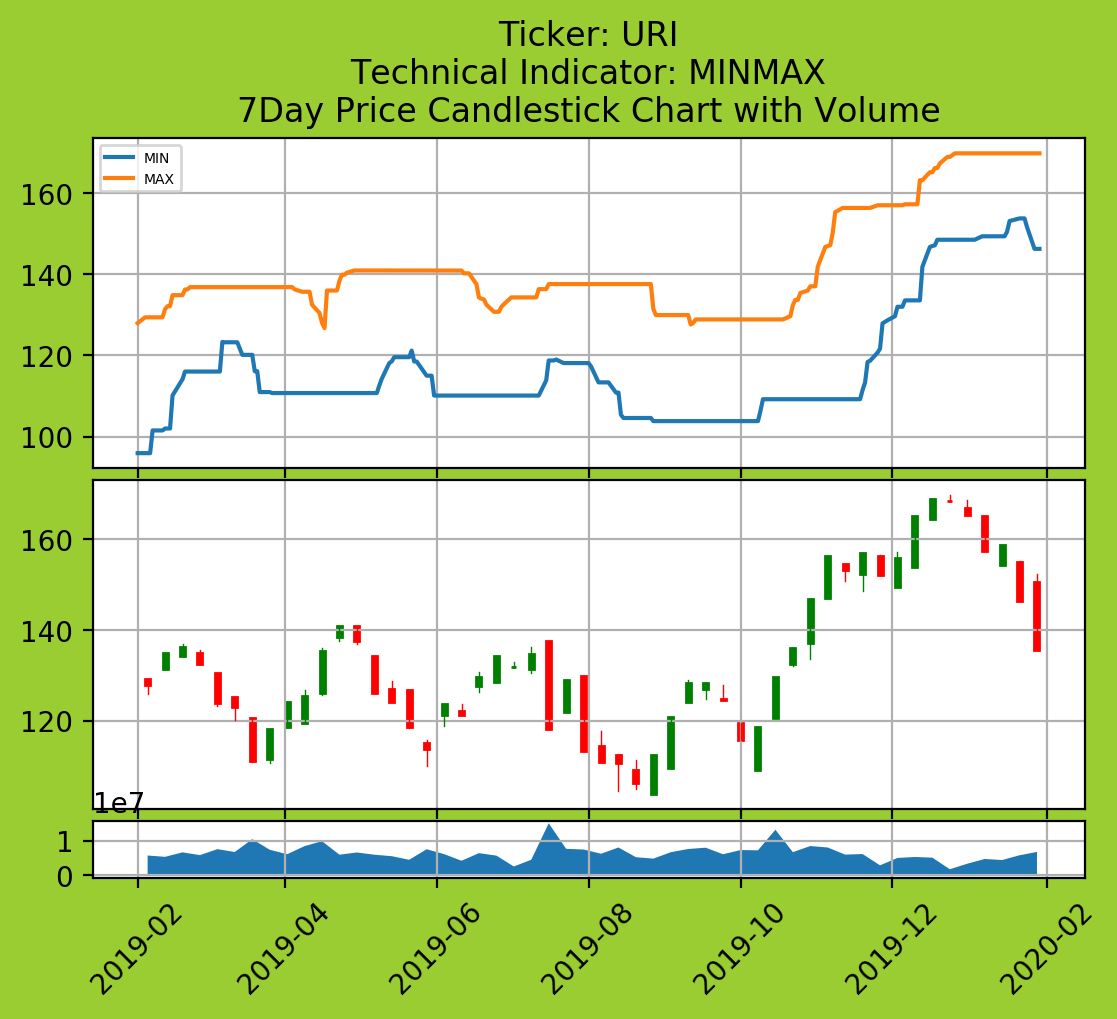 Ticker: URI
Technical Indicator: MINMAX
7Day Price Candlestick Chart with Volume
MIN
MAX
160
140
120
100
160
140
120
1e7
1
0
2019-02
2019-04
2019-06
2019-08
2019-10
2019-12
2020-02